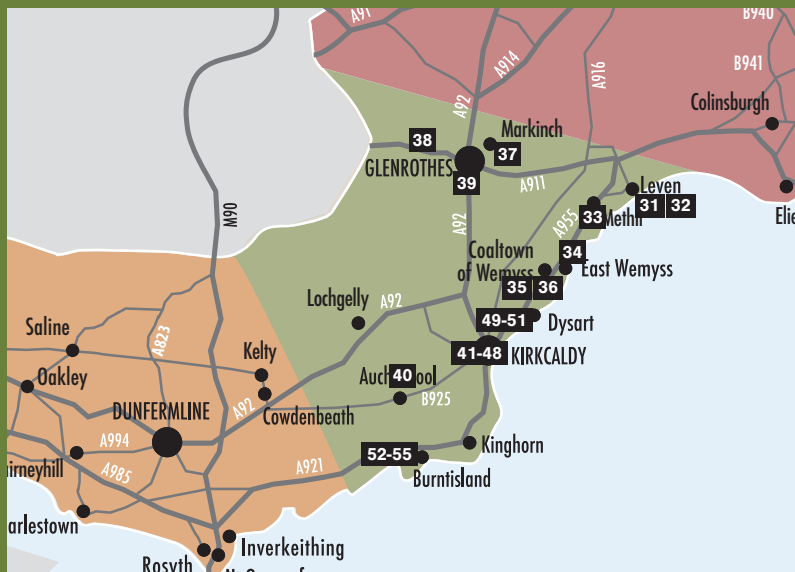 A91
B940
A92
A914
A916
B941
Colinsburgh
38
Markinch
37
GLENROTHES
39
A911
Leven
31 32
33
Elie
M90
A92
A955
34
Coaltown
of Wemyss
East Wemyss
35 36
Lochgelly
A92
49-51
Dysart
Saline
A823
41-48
KIRKCALDY
Kelty
Oakley
40
B925
DUNFERMLINE
A92
Cowdenbeath
A994
Kinghorn
52-55
A921
Burntisland
A985
Inverkeithing
Rosyth